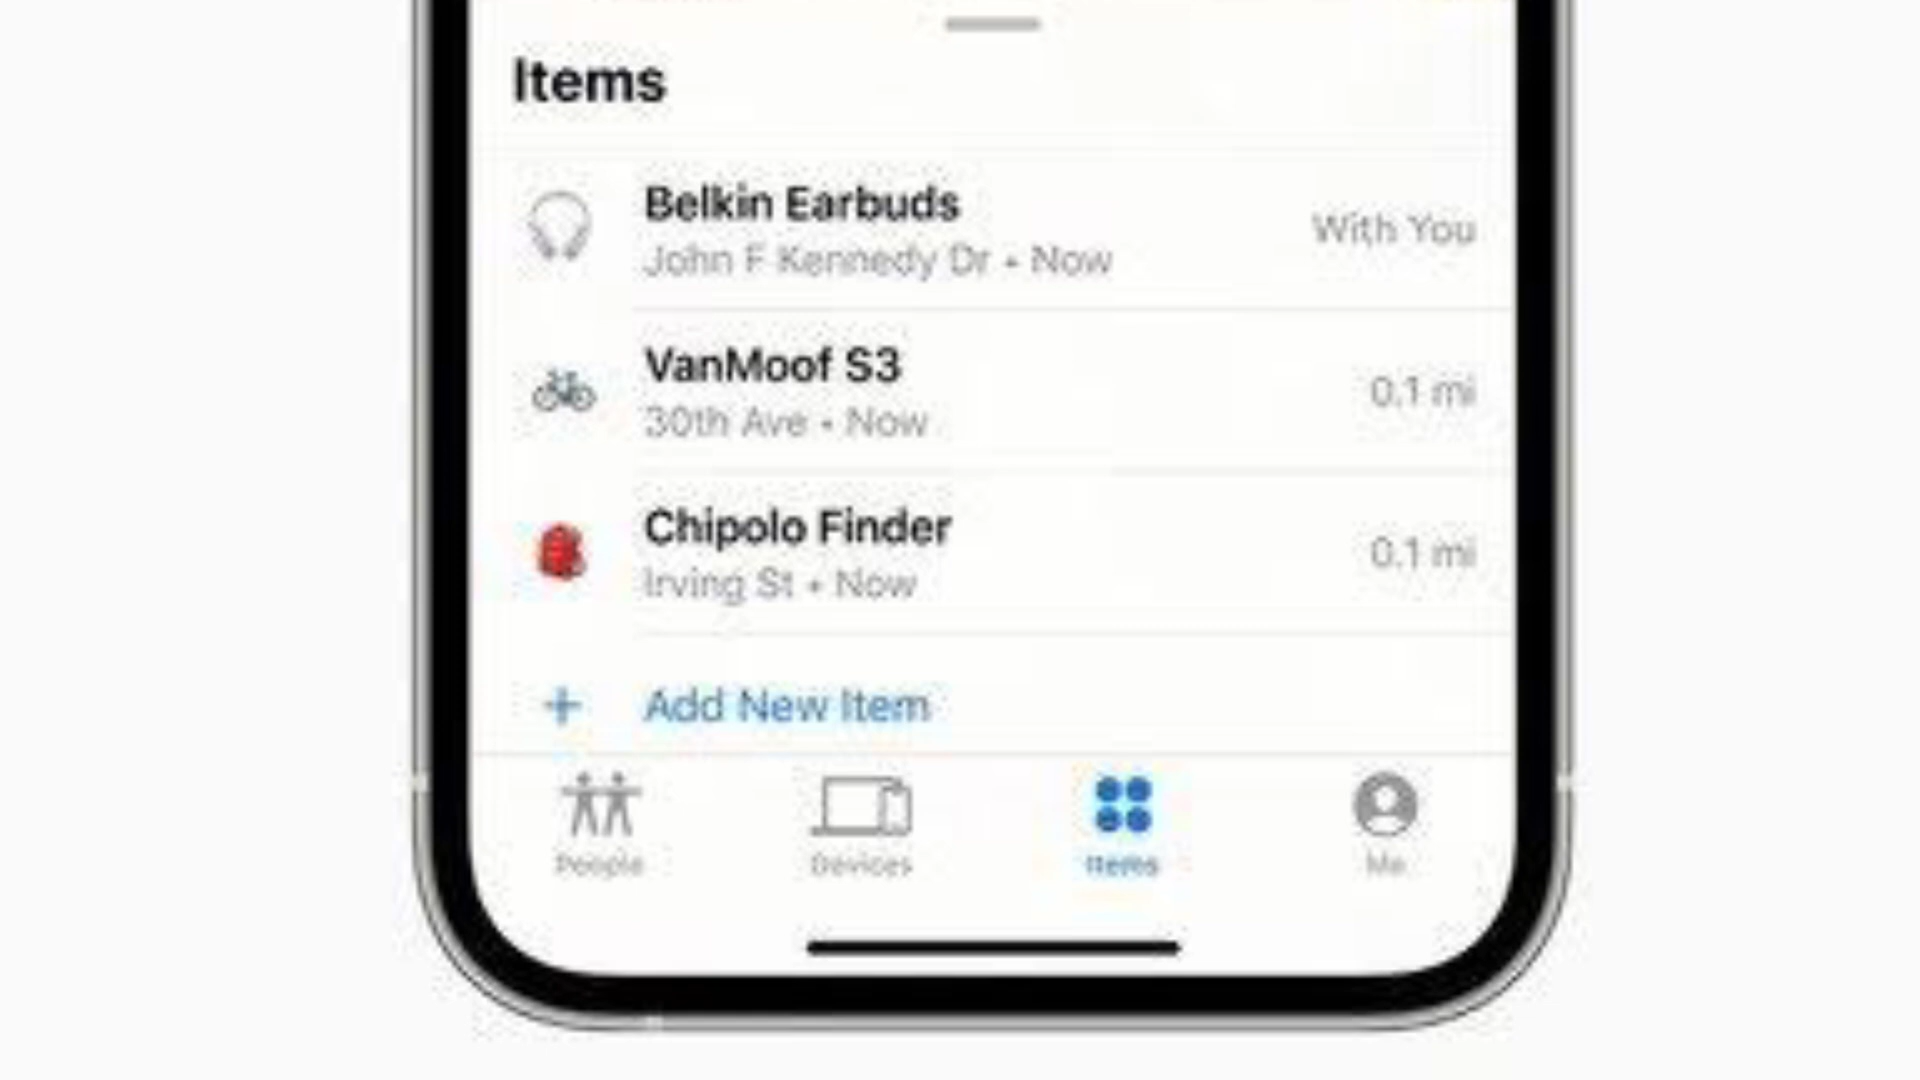 Items
Belkin Earbuds
John F Kennedy Dr • Now
With You
VanMoof S3
30th Ave • Now
0.1 mi
Chipolo Finder
Irving St • Now
0.1 mi
+ Add New Item
People
Devices
Items
Me